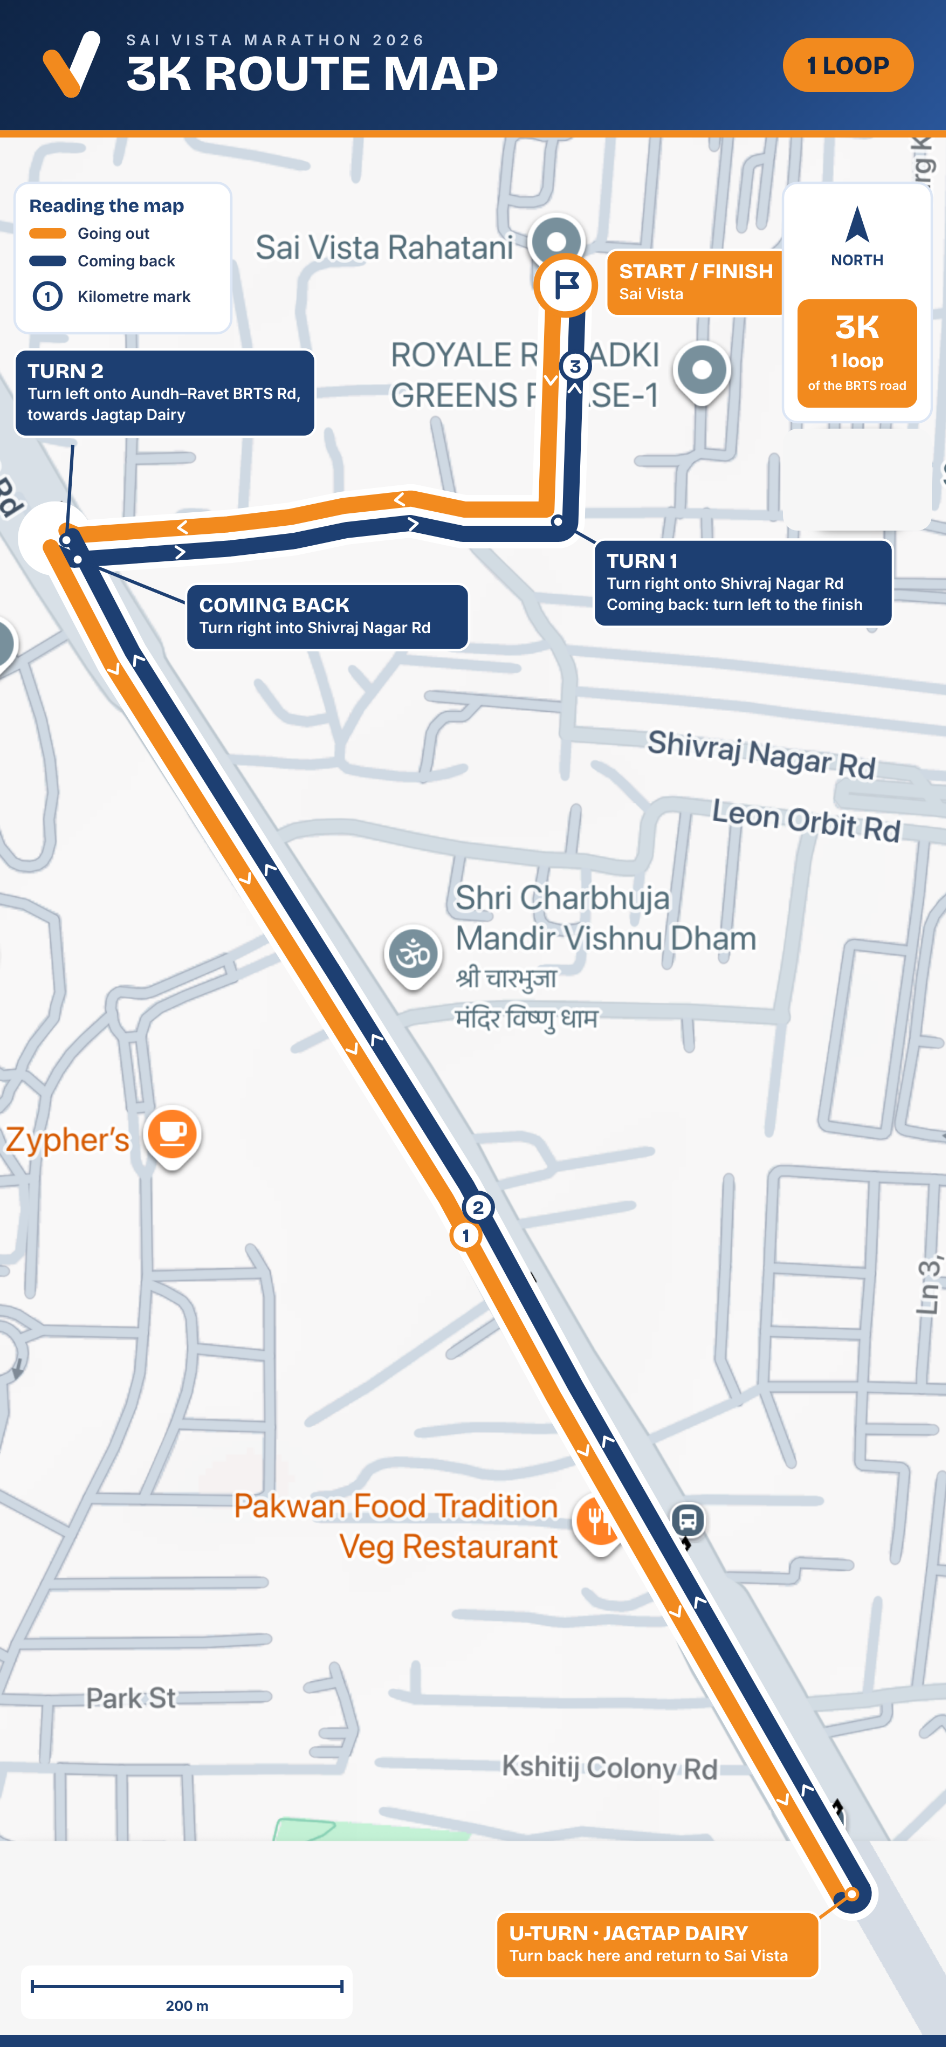 SAI VISTA MARATHON 2026
3K ROUTE MAP
1 LOOP
Reading the map
Going out
Coming back
1 Kilometre mark
Sai Vista Rahatani
START / FINISH
Sai Vista
NORTH
3K
1 loop
of the BRTS road
TURN 2
Turn left onto Aundh–Ravet BRTS Rd,
towards Jagtap Dairy
3
GREENS
Rd
TURN 1
Turn right onto Shivraj Nagar Rd
Coming back: turn left to the finish
COMING BACK
Turn right into Shivraj Nagar Rd
Shivraj Nagar Rd
Leon Orbit Rd
Shri Charbhuja
Mandir Vishnu Dham
श्री चारभुजा
मंदिर विष्णु धाम
ॐ
Zypher's
2
1
Ln 3,
Pakwan Food Tradition
Veg Restaurant
Park St
Kshitij Colony Rd
U-TURN · JAGTAP DAIRY
Turn back here and return to Sai Vista
200 m